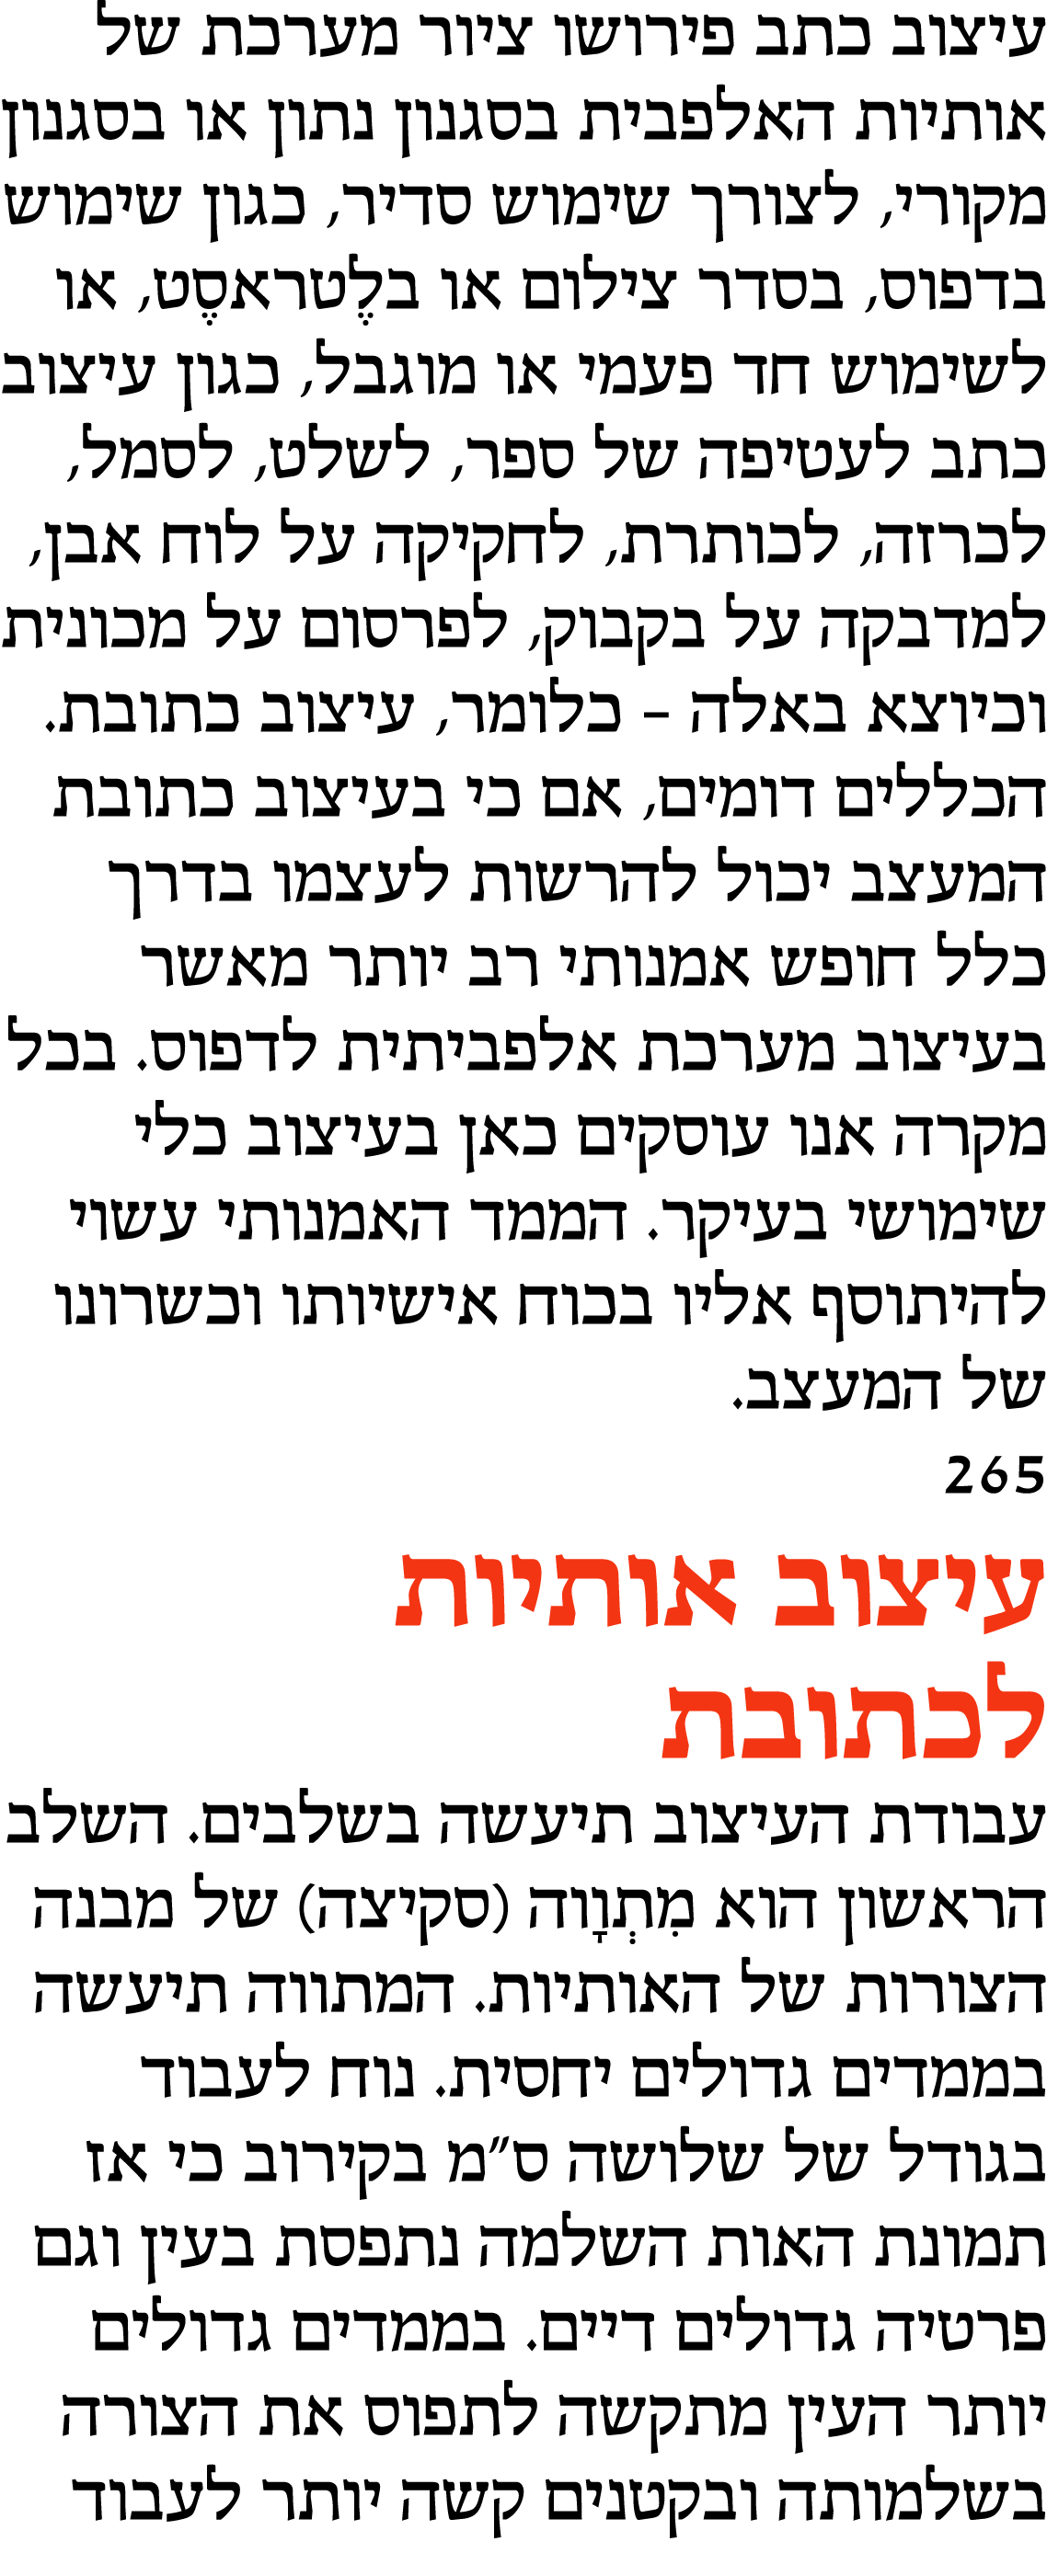 עיצוב כתב פירושו ציור מערכת של
אותיות האלפבית בסגנון נתון או בסגנון
מקורי, לצורך שימוש סדיר, כגון שימוש
בדפוס, בסדר צילום או בלֶטראסֶט, או
לשימוש חד פעמי או מוגבל, כגון עיצוב
כתב לעטיפה של ספר, לשלט, לסמל,
לכרזה, לכותרת, לחקיקה על לוח אבן,
למדבקה על בקבוק, לפרסום על מכונית
וכיוצא באלה – כלומר, עיצוב כתובת.
הכללים דומים, אם כי בעיצוב כתובת
המעצב יכול להרשות לעצמו בדרך
כלל חופש אמנותי רב יותר מאשר
בעיצוב מערכת אלפביתית לדפוס. בכל
מקרה אנו עוסקים כאן בעיצוב כלי
שימושי בעיקר. הממד האמנותי עשוי
להיתוסף אליו בכוח אישיותו וכשרונו
של המעצב.
265
עיצוב אותיות
לכתובת
עבודת העיצוב תיעשה בשלבים. השלב
הראשון הוא מִתְוָוה (סקיצה) של מבנה
הצורות של האותיות. המתווה תיעשה
בממדים גדולים יחסית. נוח לעבוד
בגודל של שלושה ס״מ בקירוב כי אז
תמונת האות השלמה נתפסת בעין וגם
פרטיה גדולים דיים. בממדים גדולים
יותר העין מתקשה לתפוס את הצורה
בשלמותה ובקטנים קשה יותר לעבוד